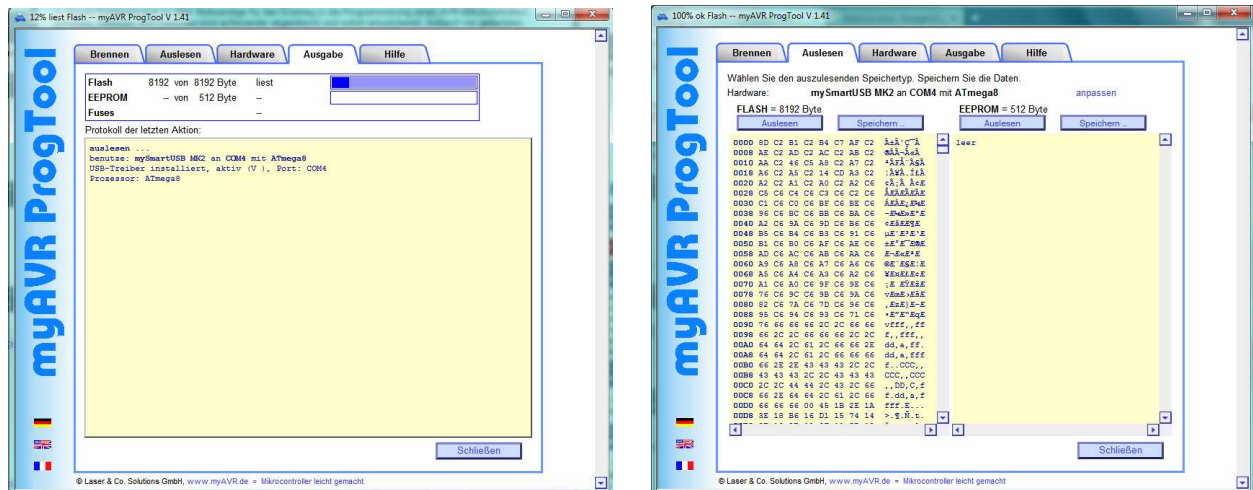 12% liest Flash -- myAVR ProgTool V 1.41
myAVR ProgTool
Brennen Auslesen Hardware Ausgabe Hilfe
Flash 8192 von 8192 Byte liest
EEPROM -- von 512 Byte --
Fuses --
Protokoll der letzten Aktion:
auslesen ...
benutze: mySmartUSB MK2 an COM4 mit ATmega8
USB-Treiber installiert, aktiv (V ), Port: COM4
Prozessor: ATmega8
Schließen
© Laser & Co. Solutions GmbH, www.myAVR.de = Mikrocontroller leicht gemacht
100% ok Flash -- myAVR ProgTool V 1.41
myAVR ProgTool
Brennen Auslesen Hardware Ausgabe Hilfe
Wählen Sie den auszulesenden Speichertyp. Speichern Sie die Daten.
Hardware: mySmartUSB MK2 an COM4 mit ATmega8 anpassen
FLASH = 8192 Byte EEPROM = 512 Byte
Auslesen Speichern .. Auslesen Speichern ..
0000 8D C2 B1 C2 B4 C7 AF C2 leer
0008 AE C2 AD C2 AC C2 AB C2
0010 AA C2 46 C5 A8 C2 A7 C2
0018 A6 C2 A5 C2 14 CD A3 C2
0020 A2 C2 A1 C2 A0 C2 A2 C6
0028 C5 C6 C4 C6 C3 C6 C2 C6
0030 C1 C6 C0 C6 BF C6 BE C6
0038 96 C6 BC C6 BB C6 BA C6
0040 A2 C6 9A C6 9D C6 B6 C6
0048 B5 C6 B4 C6 B3 C6 91 C6
0050 B1 C6 B0 C6 AF C6 AE C6
0058 AD C6 AC C6 AB C6 AA C6
0060 A9 C6 A8 C6 A7 C6 A6 C6
0068 A5 C6 A4 C6 A3 C6 A2 C6
0070 A1 C6 A0 C6 9F C6 9E C6
0078 76 C6 9C C6 9B C6 9A C6
0080 82 C6 7A C6 7D C6 96 C6
0088 95 C6 94 C6 93 C6 71 C6
0090 76 66 66 66 2C 2C 66 66 vfff,,ff
0098 66 2C 2C 66 66 66 2C 2C f,,fff,,
00A0 64 64 2C 61 2C 66 66 2E dd,a,ff.
00A8 64 64 2C 61 2C 66 66 66 dd,a,fff
00B0 66 2E 2E 43 43 43 2C 2C f..CCC,,
00B8 43 43 43 2C 2C 43 43 43 CCC,,CCC
00C0 2C 2C 44 44 2C 43 2C 66 ,,DD,C,f
00C8 66 2E 64 64 2C 61 2C 66 f.dd,a,f
00D0 66 66 66 00 45 1B 2E 1A fff.E...
00D8 3E 18 B6 16 D1 15 74 14 >.¶.Ñ.t.
Schließen
© Laser & Co. Solutions GmbH, www.myAVR.de = Mikrocontroller leicht gemacht